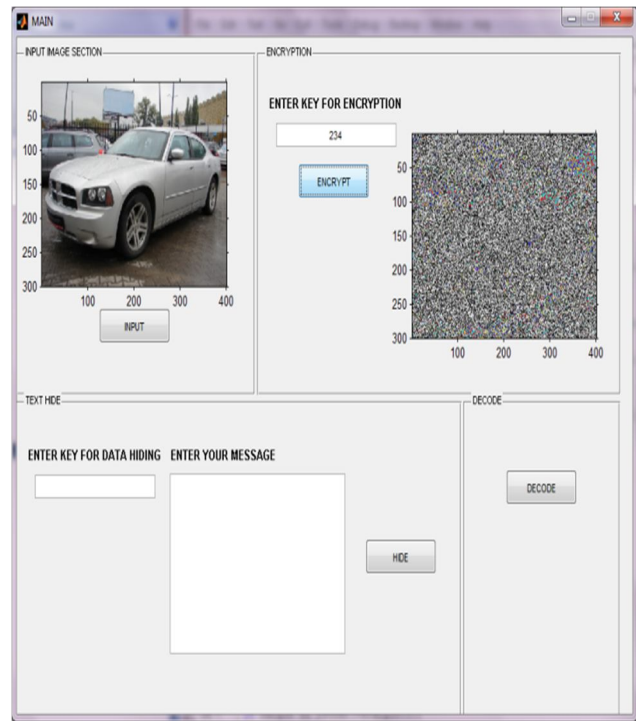 MAIN
INPUT IMAGE SECTION
50
100
150
200
250
300
100 200 300 400
INPUT
ENCRYPTION
ENTER KEY FOR ENCRYPTION
234
ENCRYPT
50
100
150
200
250
300
100 200 300 400
TEXT HIDE
ENTER KEY FOR DATA HIDING
ENTER YOUR MESSAGE
HIDE
DECODE
DECODE